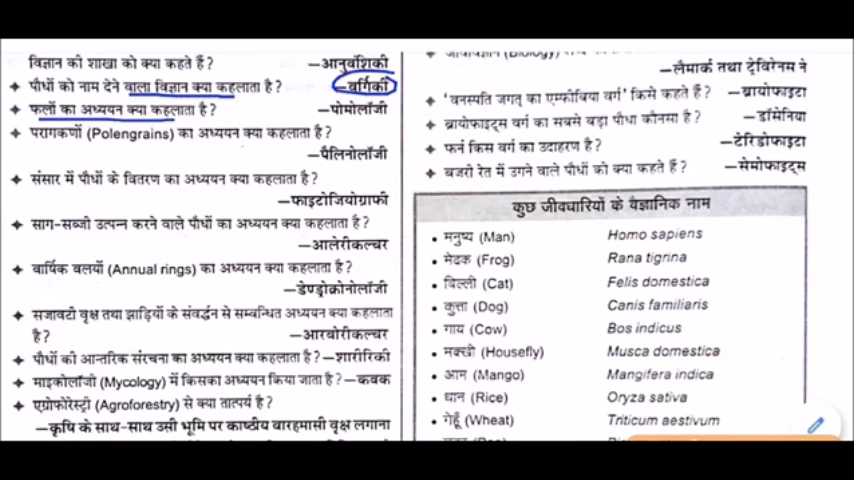 विज्ञान की शाखा को क्या कहते हैं? —आनुवंशिकी
✦ पौधों को नाम देने वाला विज्ञान क्या कहलाता है? —वर्गिकी
✦ फलों का अध्ययन क्या कहलाता है? —पोमोलॉजी
✦ परागकणों (Polengrains) का अध्ययन क्या कहलाता है?
—पैलिनोलॉजी
✦ संसार में पौधों के वितरण का अध्ययन क्या कहलाता है?
—फाइटोजियोग्राफी
✦ साग-सब्जी उत्पन्न करने वाले पौधों का अध्ययन क्या कहलाता है?
—आलेरीकल्चर
✦ वार्षिक वलयों (Annual rings) का अध्ययन क्या कहलाता है?
—डेण्ड्रोक्रोनोलॉजी
✦ सजावटी वृक्ष तथा झाड़ियों के संवर्द्धन से सम्बन्धित अध्ययन क्या कहलाता
है? —आरबोरीकल्चर
✦ पौधों की आन्तरिक संरचना का अध्ययन क्या कहलाता है? —शारीरिकी
✦ माइकोलॉजी (Mycology) में किसका अध्ययन किया जाता है? —कवक
✦ एग्रोफोरेस्ट्री (Agroforestry) से क्या तात्पर्य है?
—कृषि के साथ-साथ उसी भूमि पर काष्ठीय बारहमासी वृक्ष लगाना
—लैमार्क तथा ट्रेविरेनस ने
✦ 'वनस्पति जगत् का एम्फीबिया वर्ग' किसे कहते हैं? —ब्रायोफाइटा
✦ ब्रायोफाइट्स वर्ग का सबसे बड़ा पौधा कौनसा है? —डॉसेनिया
✦ फर्न किस वर्ग का उदाहरण है? —टेरिडोफाइटा
✦ बजरी रेत में उगने वाले पौधों को क्या कहते हैं? —सेमोफाइट्स
कुछ जीवधारियों के वैज्ञानिक नाम
• मनुष्य (Man) Homo sapiens
• मेढक (Frog) Rana tigrina
• बिल्ली (Cat) Felis domestica
• कुत्ता (Dog) Canis familiaris
• गाय (Cow) Bos indicus
• मक्खी (Housefly) Musca domestica
• आम (Mango) Mangifera indica
• धान (Rice) Oryza sativa
• गेहूँ (Wheat) Triticum aestivum